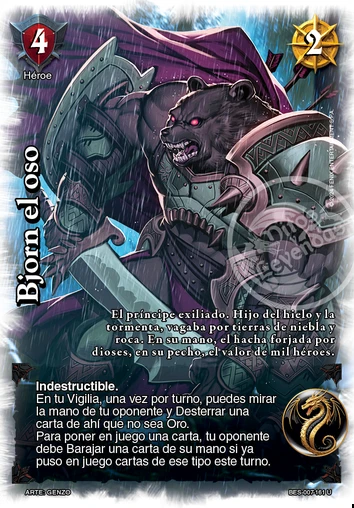 4
2
Héroe
Bjorn el oso
El príncipe exiliado. Hijo del hielo y la
tormenta, vagaba por tierras de niebla y
roca. En su mano, el hacha forjada por
dioses, en su pecho, el valor de mil héroes.
Indestructible.
En tu Vigilia, una vez por turno, puedes mirar
la mano de tu oponente y Desterrar una
carta de ahí que no sea Oro.
Para poner en juego una carta, tu oponente
debe Barajar una carta de su mano si ya
puso en juego cartas de ese tipo este turno.
ARTE: GENZO
BES-007 161 U